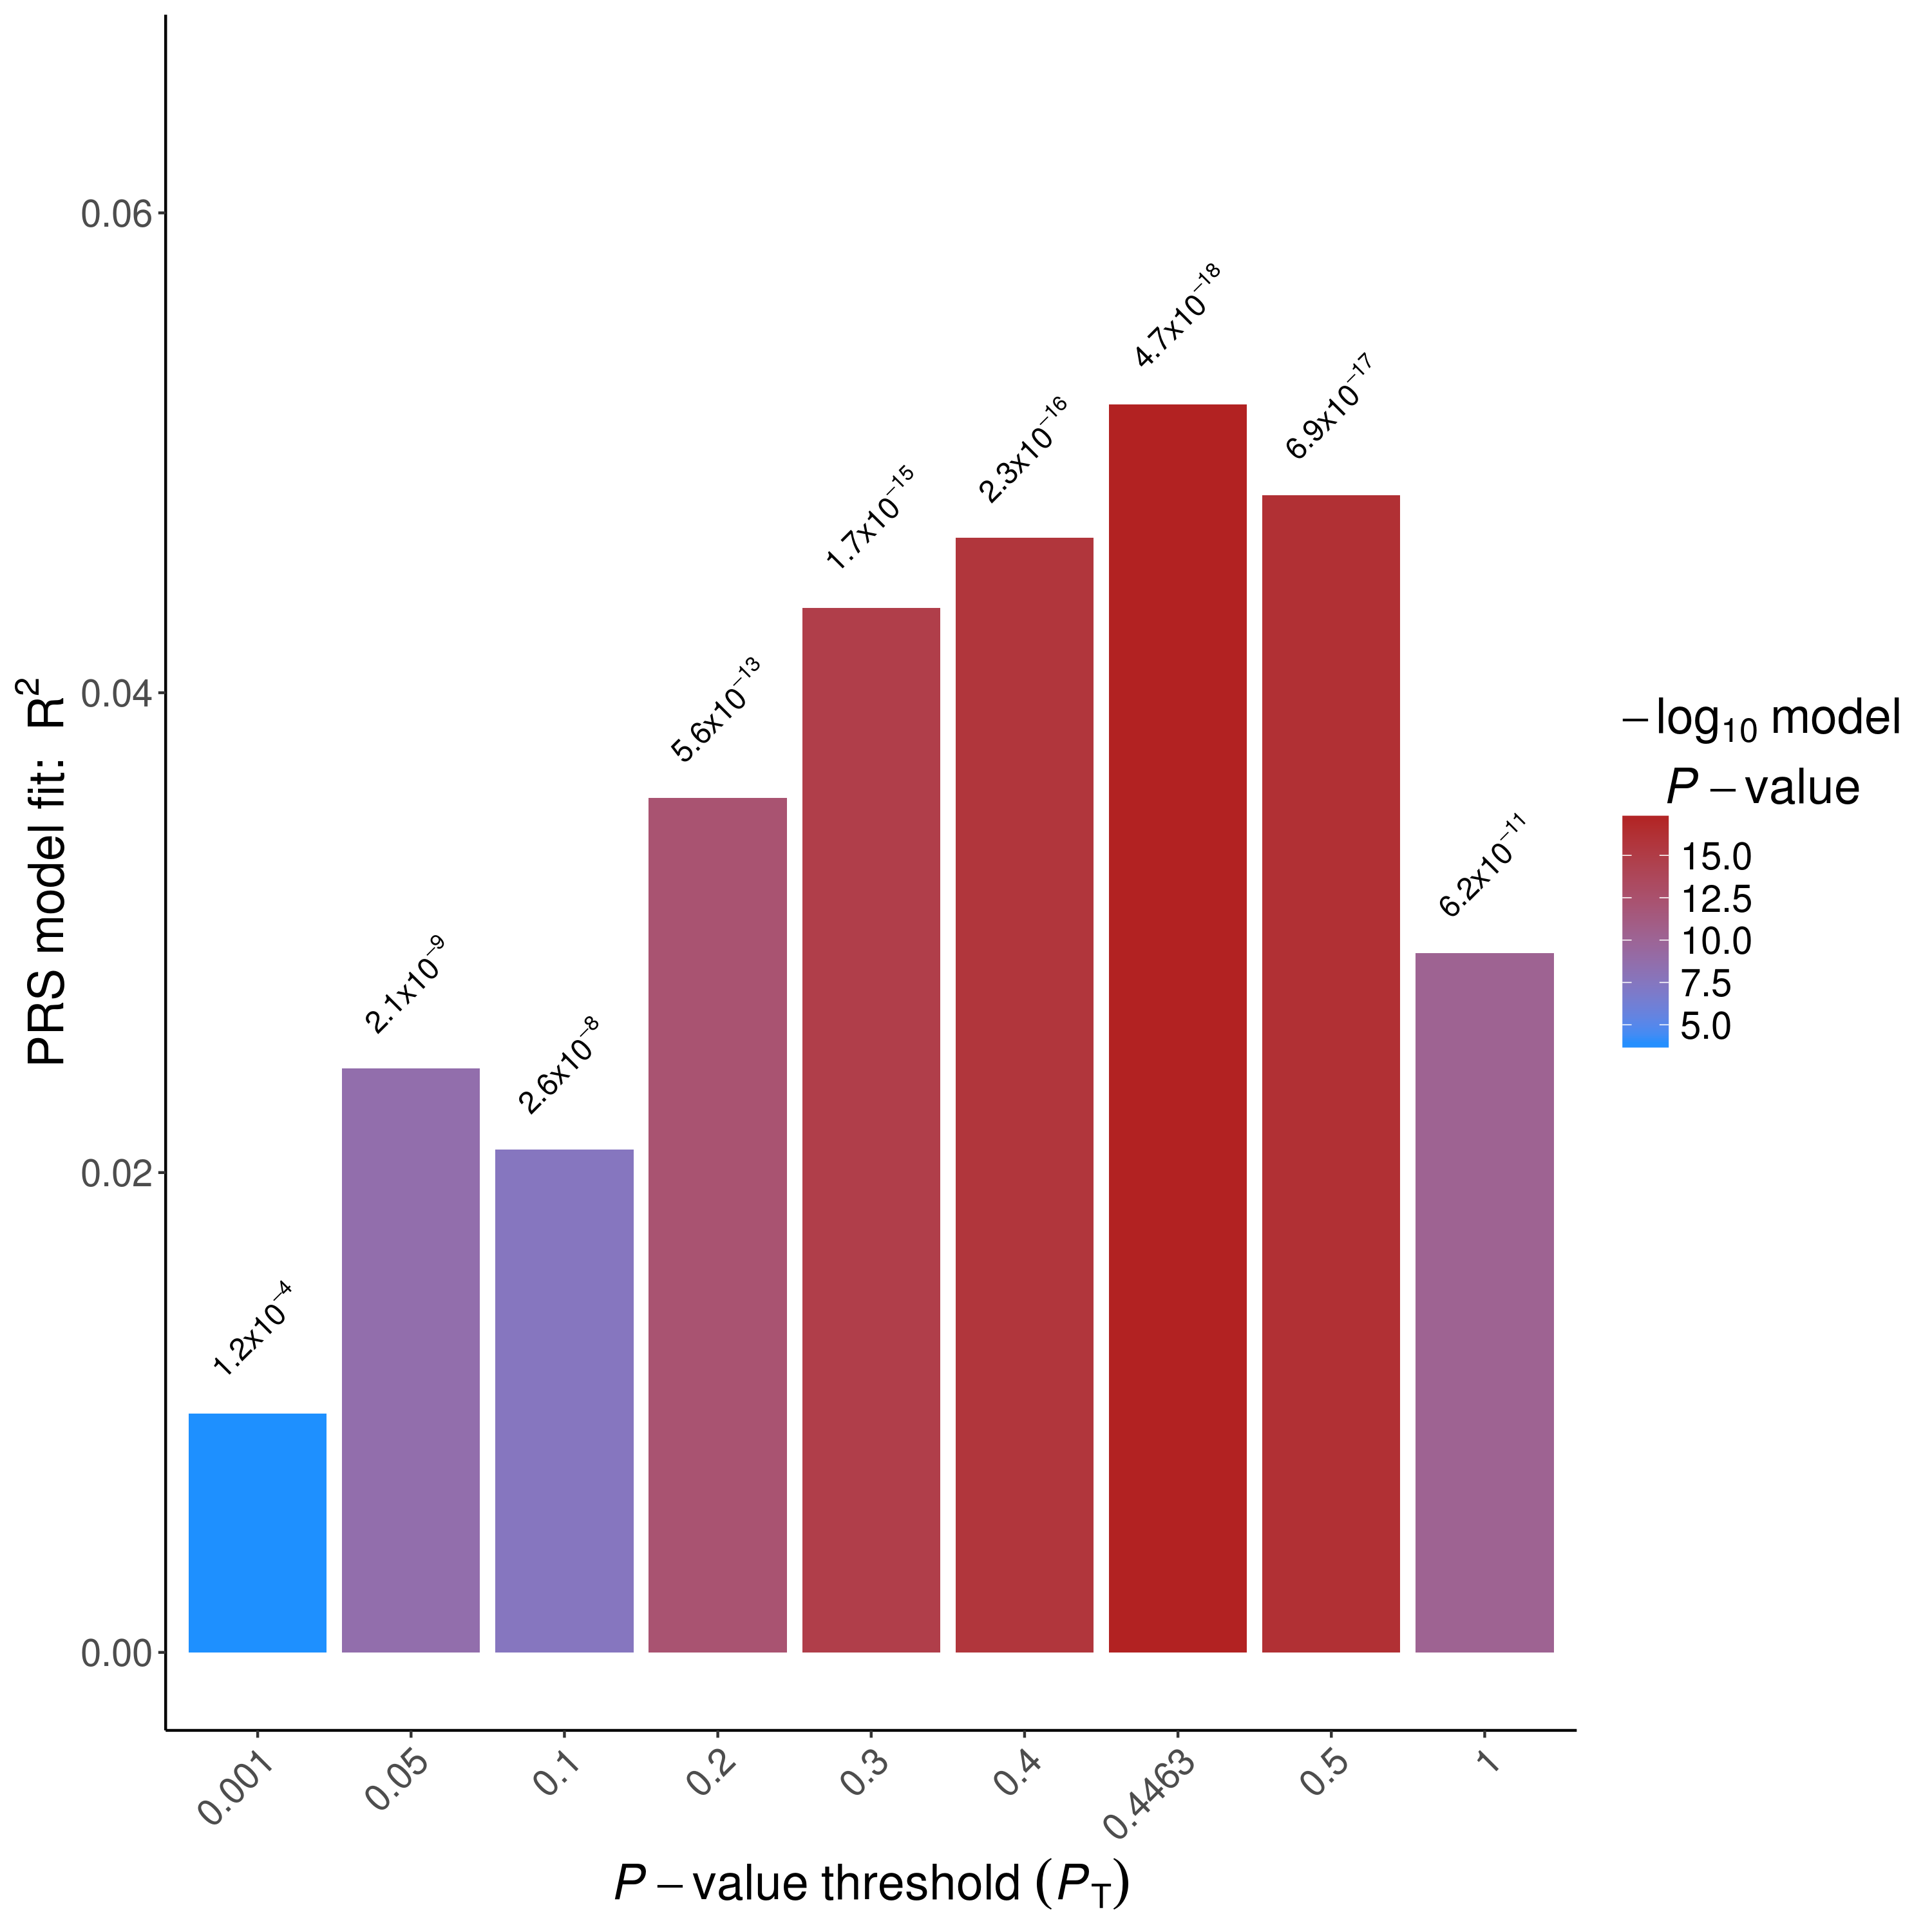 PRS model fit: R²
0.06
0.04
0.02
0.00
1.2x10⁻⁴
2.1x10⁻⁹
2.6x10⁻⁸
5.6x10⁻¹³
1.7x10⁻¹⁵
2.3x10⁻¹⁶
4.7x10⁻¹⁸
6.9x10⁻¹⁷
6.2x10⁻¹¹
0.001
0.05
0.1
0.2
0.3
0.4
0.4463
0.5
1
P – value threshold (P_T)
–log₁₀ model
P – value
15.0
12.5
10.0
7.5
5.0